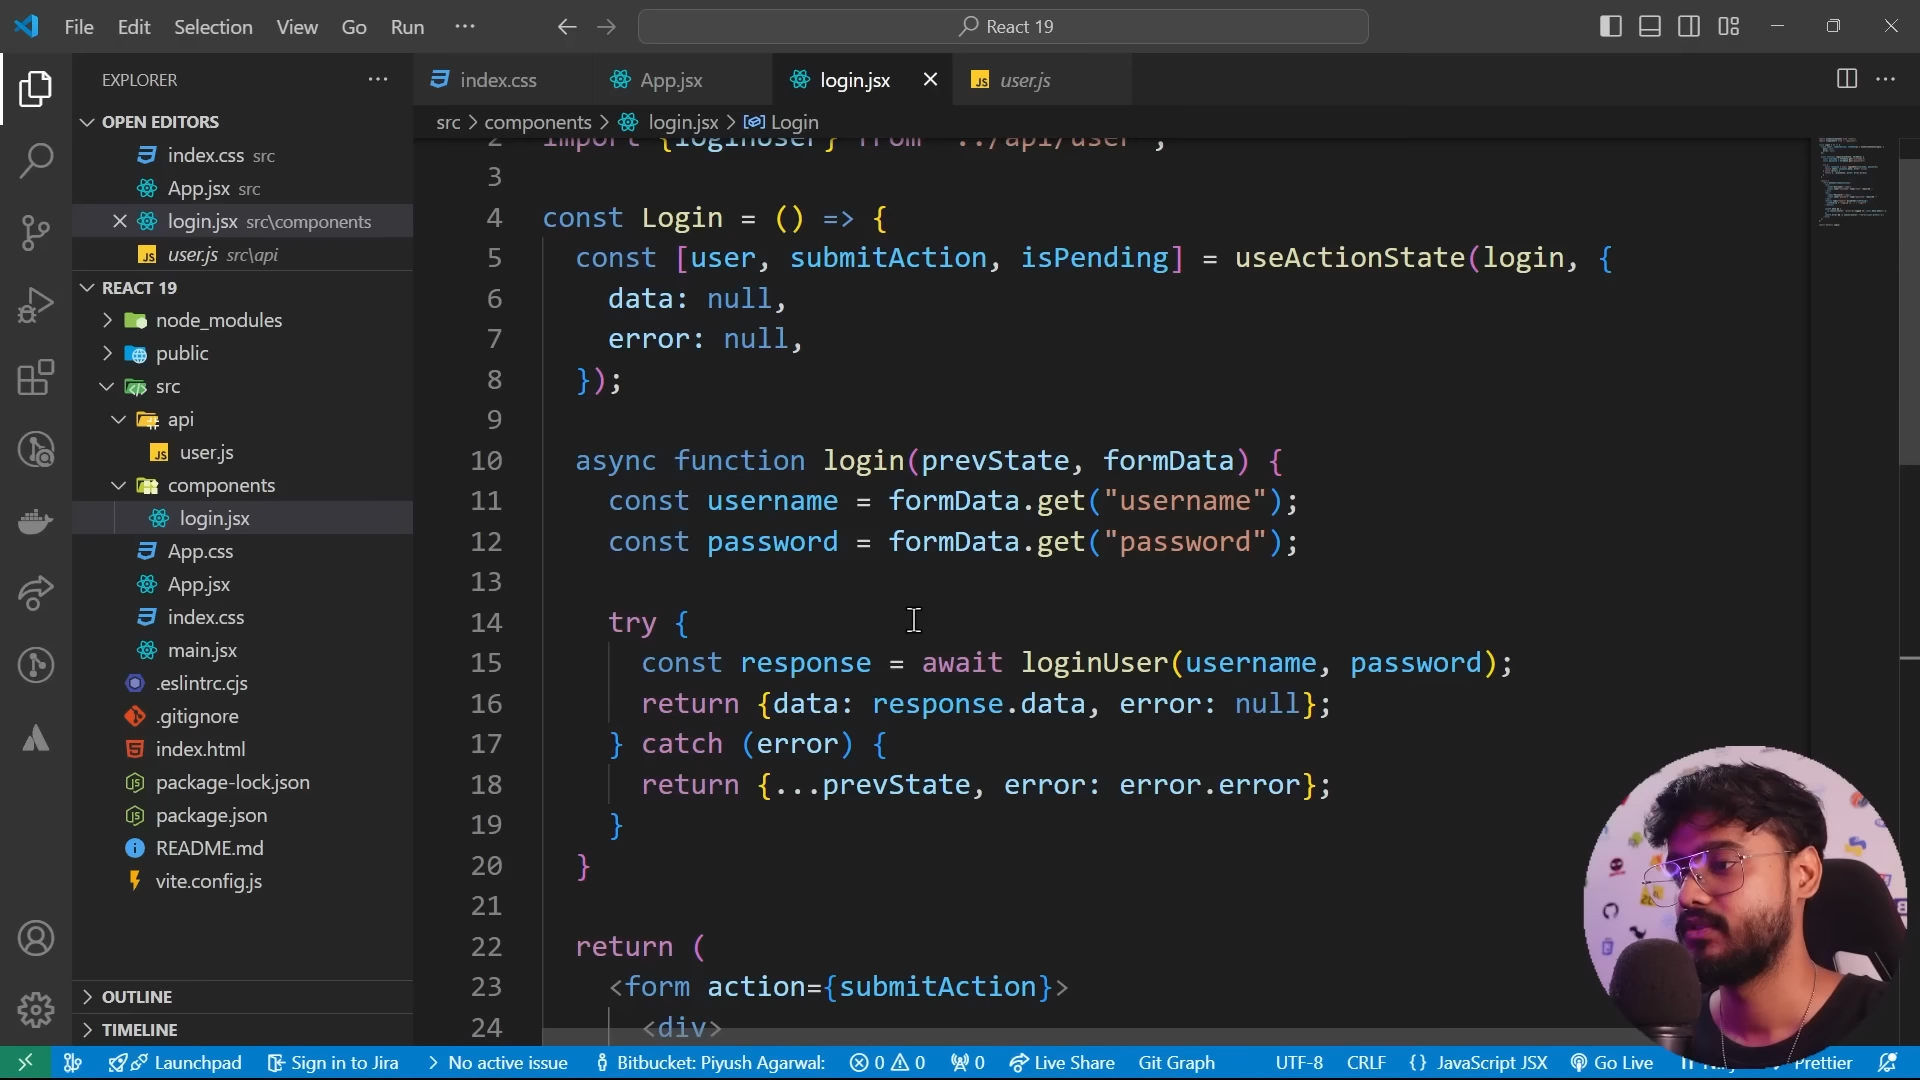 File Edit Selection View Go Run ··· React 19
EXPLORER ···
OPEN EDITORS
index.css src
App.jsx src
login.jsx src\components
user.js src\api
REACT 19
node_modules
public
src
api
user.js
components
login.jsx
App.css
App.jsx
index.css
main.jsx
.eslintrc.cjs
.gitignore
index.html
package-lock.json
package.json
README.md
vite.config.js
OUTLINE
TIMELINE
index.css App.jsx login.jsx user.js
src > components > login.jsx > Login
2 import {loginUser} from "../api/user";
3
4 const Login = () => {
5 const [user, submitAction, isPending] = useActionState(login, {
6 data: null,
7 error: null,
8 });
9
10 async function login(prevState, formData) {
11 const username = formData.get("username");
12 const password = formData.get("password");
13
14 try {
15 const response = await loginUser(username, password);
16 return {data: response.data, error: null};
17 } catch (error) {
18 return {...prevState, error: error.error};
19 }
20 }
21
22 return (
23 <form action={submitAction}>
24 <div>
Launchpad Sign in to Jira > No active issue Bitbucket: Piyush Agarwal: 0 0 0 Live Share Git Graph UTF-8 CRLF {} JavaScript JSX Go Live Prettier